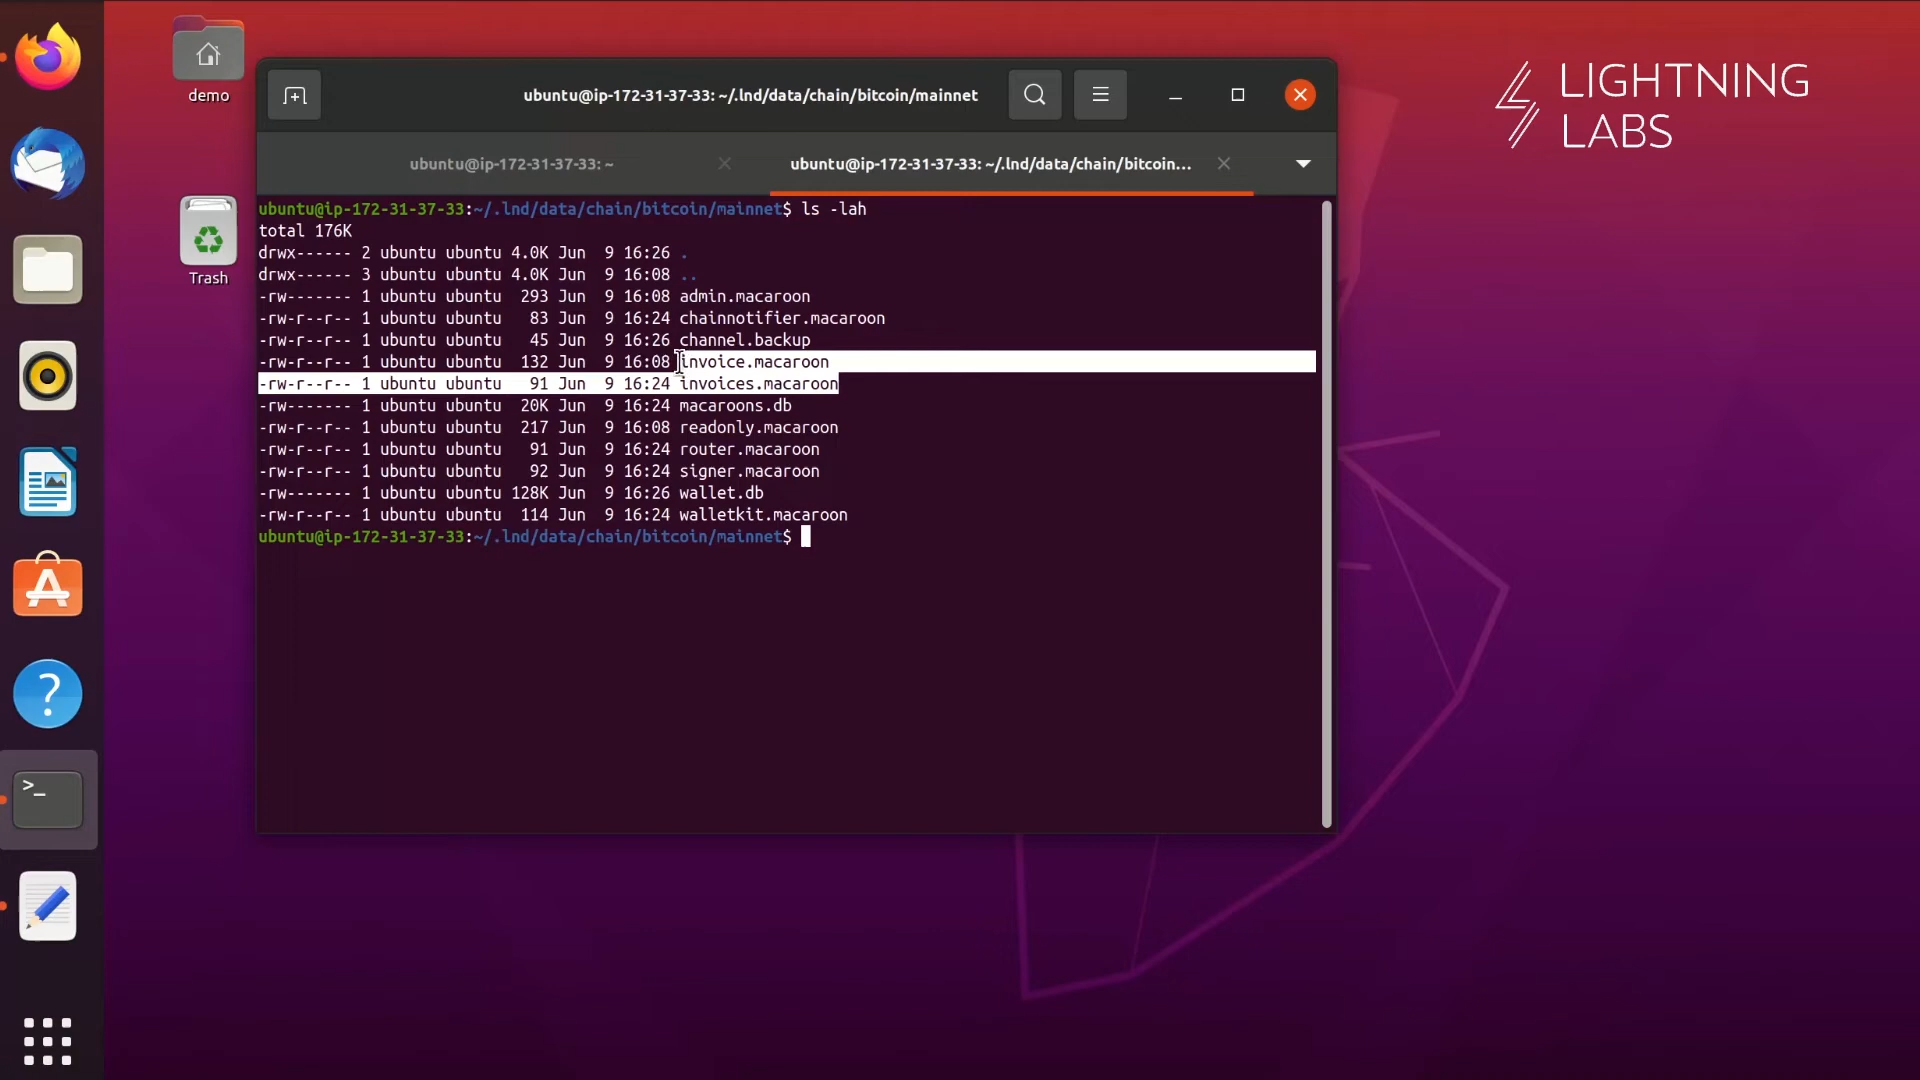 demo
Trash
LIGHTNING
LABS
ubuntu@ip-172-31-37-33: ~/.lnd/data/chain/bitcoin/mainnet
ubuntu@ip-172-31-37-33: ~
ubuntu@ip-172-31-37-33: ~/.lnd/data/chain/bitcoin...
ubuntu@ip-172-31-37-33:~/.lnd/data/chain/bitcoin/mainnet$ ls -lah
total 176K
drwx------ 2 ubuntu ubuntu 4.0K Jun  9 16:26 .
drwx------ 3 ubuntu ubuntu 4.0K Jun  9 16:08 ..
-rw------- 1 ubuntu ubuntu  293 Jun  9 16:08 admin.macaroon
-rw-r--r-- 1 ubuntu ubuntu   83 Jun  9 16:24 chainnotifier.macaroon
-rw-r--r-- 1 ubuntu ubuntu   45 Jun  9 16:26 channel.backup
-rw-r--r-- 1 ubuntu ubuntu  132 Jun  9 16:08 invoice.macaroon
-rw-r--r-- 1 ubuntu ubuntu   91 Jun  9 16:24 invoices.macaroon
-rw------- 1 ubuntu ubuntu  20K Jun  9 16:24 macaroons.db
-rw-r--r-- 1 ubuntu ubuntu  217 Jun  9 16:08 readonly.macaroon
-rw-r--r-- 1 ubuntu ubuntu   91 Jun  9 16:24 router.macaroon
-rw-r--r-- 1 ubuntu ubuntu   92 Jun  9 16:24 signer.macaroon
-rw------- 1 ubuntu ubuntu 128K Jun  9 16:26 wallet.db
-rw-r--r-- 1 ubuntu ubuntu  114 Jun  9 16:24 walletkit.macaroon
ubuntu@ip-172-31-37-33:~/.lnd/data/chain/bitcoin/mainnet$